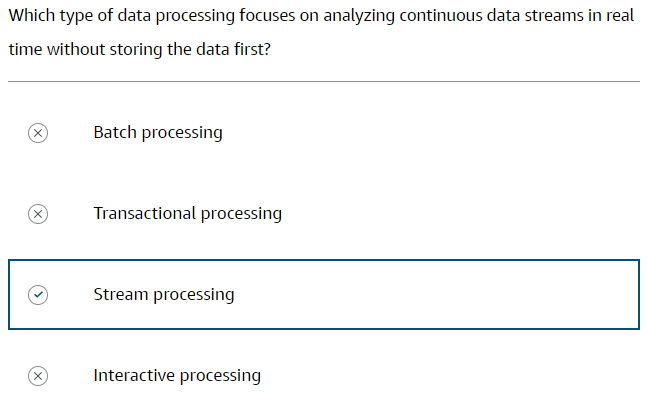 Which type of data processing focuses on analyzing continuous data streams in real
time without storing the data first?
Batch processing
Transactional processing
Stream processing
Interactive processing